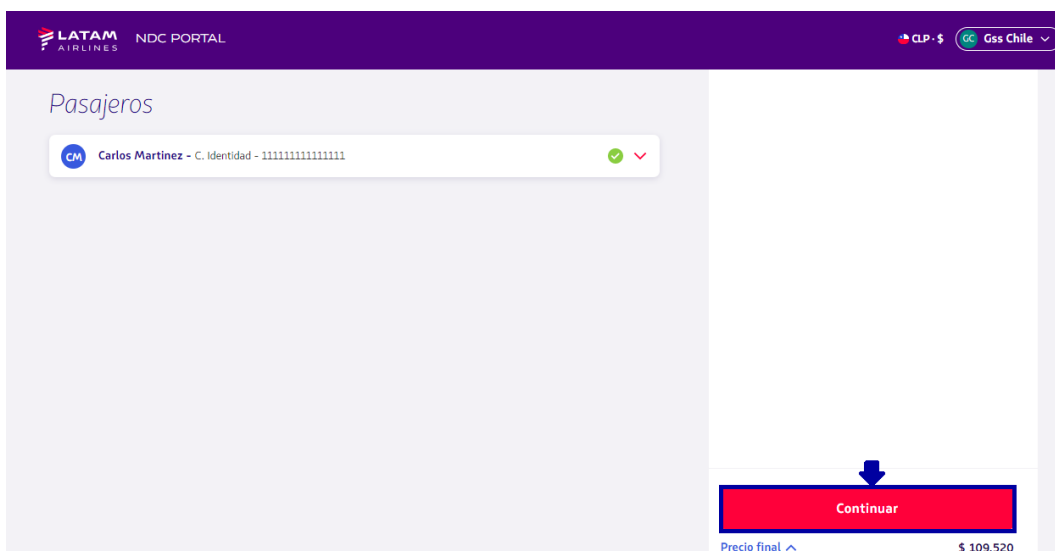 LATAM AIRLINES NDC PORTAL CLP · $ GC Gss Chile
Pasajeros
CM Carlos Martinez - C. Identidad - 111111111111111
Continuar
Precio final $ 109.520